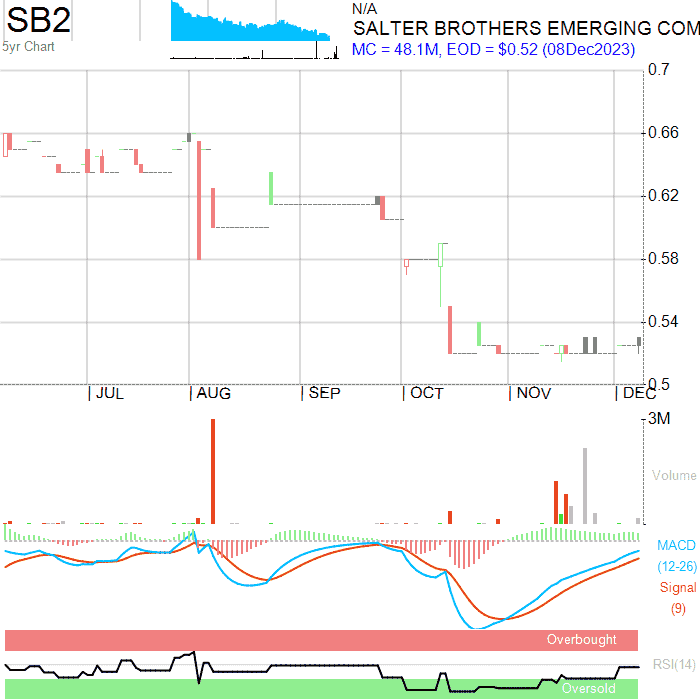 SB2
5yr Chart
N/A
SALTER BROTHERS EMERGING COM
MC = 48.1M, EOD = $0.52 (08Dec2023)
0.7
0.66
0.62
0.58
0.54
0.5
JUL AUG SEP OCT NOV DEC
3M
Volume
MACD
(12-26)
Signal
(9)
Overbought
RSI(14)
Oversold